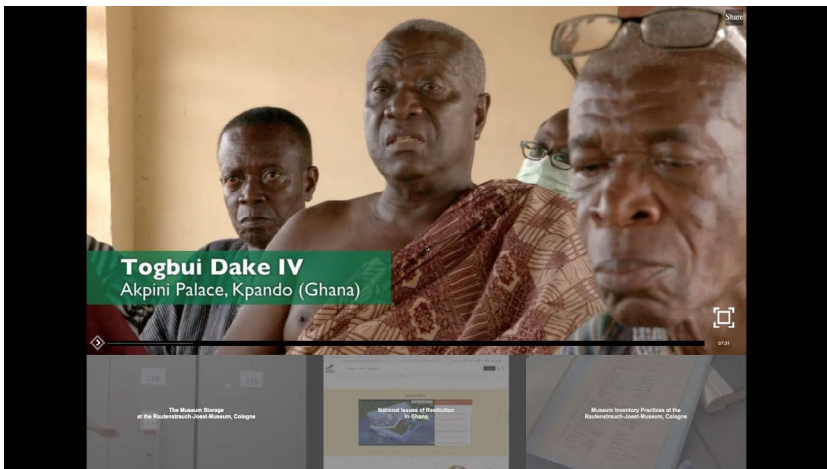 Share
Togbui Dake IV
Akpini Palace, Kpando (Ghana)
07:31
The Museum Storage
at the Rautenstrauch-Joest-Museum, Cologne
National Issues of Restitution
in Ghana
Museum Inventory Practices at the
Rautenstrauch-Joest-Museum, Cologne